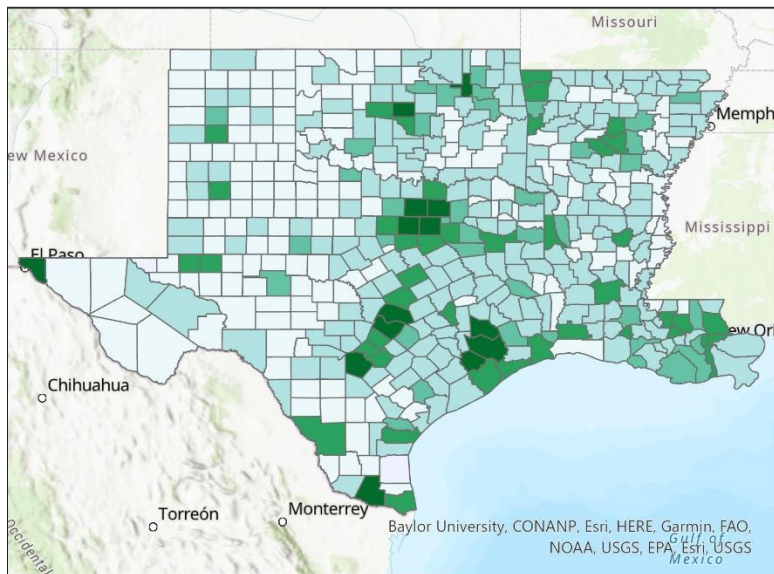 Missouri
Memph
ew Mexico
Mississippi
El Paso
ew Orl
Chihuahua
Torreón
Monterrey
Baylor University, CONANP, Esri, HERE, Garmin, FAO,
NOAA, USGS, EPA, Esri, USGS
Gulf of
Mexico
Occidental